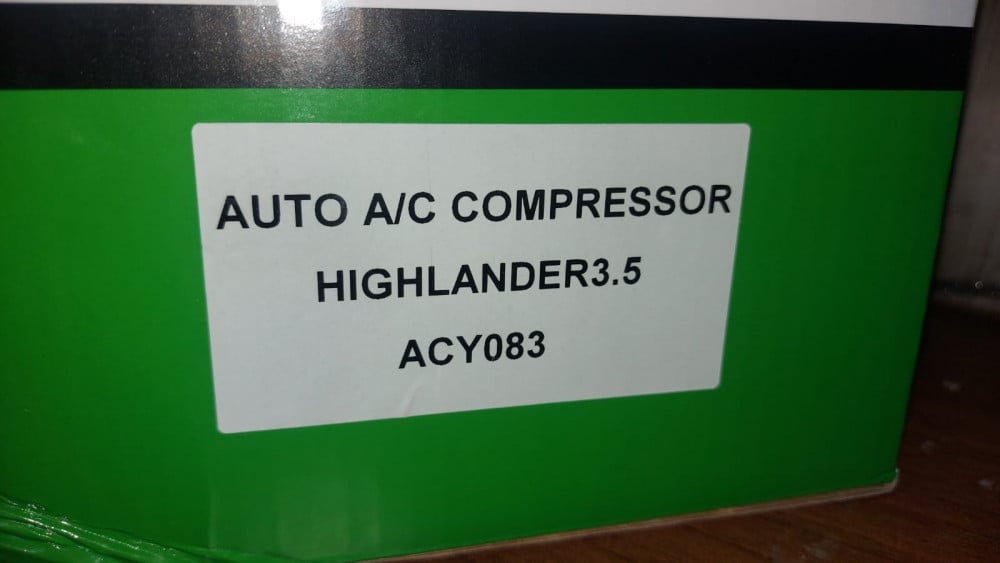 AUTO A/C COMPRESSOR
HIGHLANDER3.5
ACY083